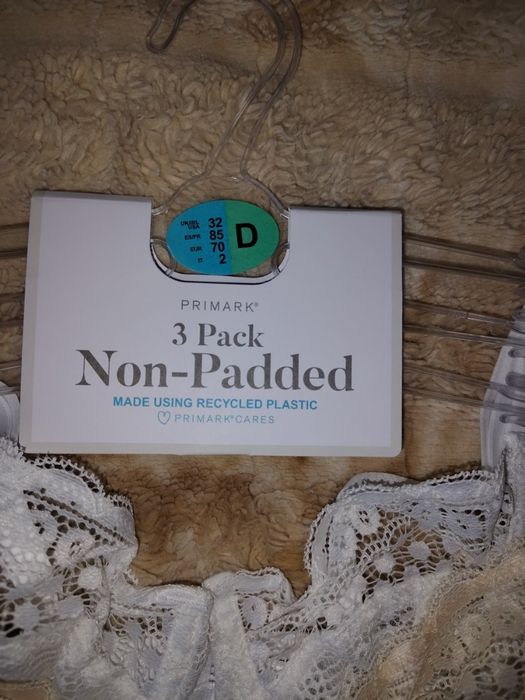 UK/IRL USA 32
ES/FR 85
EUR 70
IT 2
D
PRIMARK®
3 Pack
Non-Padded
MADE USING RECYCLED PLASTIC
PRIMARK®CARES